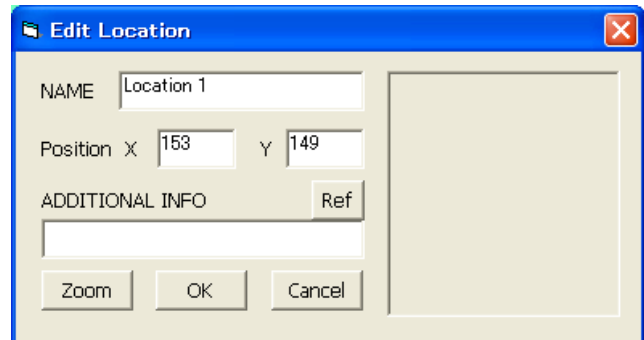 Edit Location
NAME Location 1
Position X 153 Y 149
ADDITIONAL INFO Ref
Zoom OK Cancel